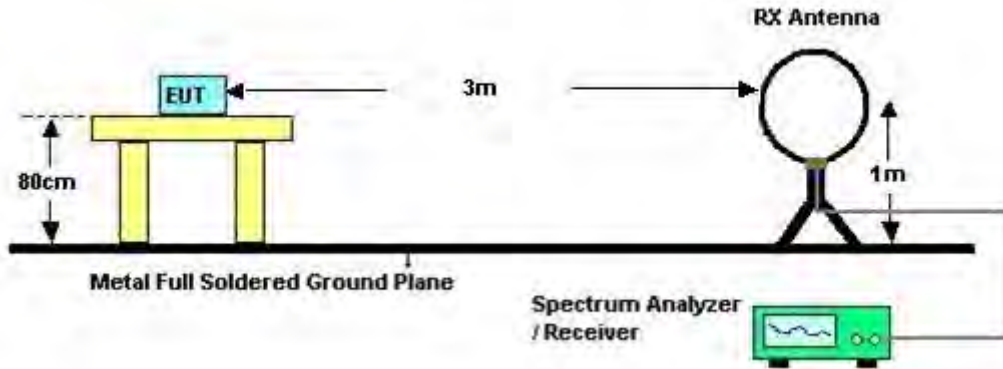 RX Antenna
EUT
3m
80cm
1m
Metal Full Soldered Ground Plane
Spectrum Analyzer
/ Receiver